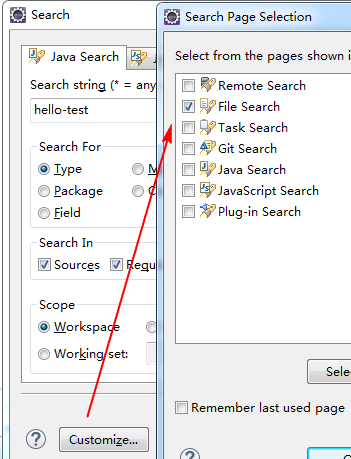 Search
Java Search
Search string (* = any
hello-test
Search For
Type
Package
Field
Search In
Sources
Requ
Scope
Workspace
Working set:
Customize...
Search Page Selection
Select from the pages shown i
Remote Search
File Search
Task Search
Git Search
Java Search
JavaScript Search
Plug-in Search
Sele
Remember last used page